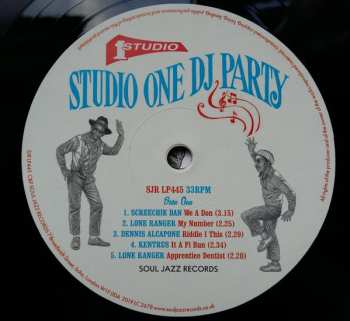 1 STUDIO
STUDIO ONE DJ PARTY
SJR LP445 33RPM
Side One
1. SCREECHIE DAN We A Don (3.15)
2. LONE RANGER My Number (2.25)
3. DENNIS ALCAPONE Riddle I This (2.29)
4. KENTRUS It A Fi Bun (2.34)
5. LONE RANGER Apprentice Dentist (2.28)
SOUL JAZZ RECORDS